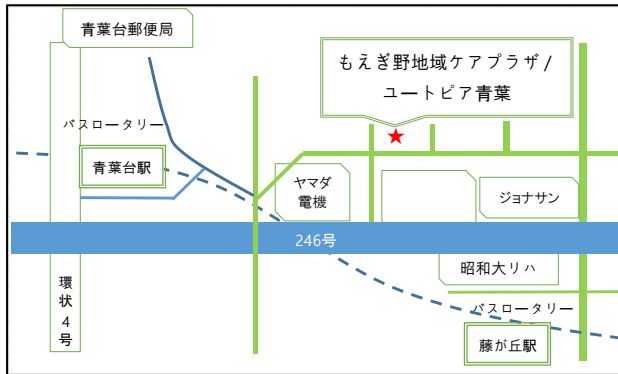 青葉台郵便局
もえぎ野地域ケアプラザ/
ユートピア青葉
バスロータリー
青葉台駅
ヤマダ
電機
ジョナサン
246号
昭和大リハ
環状4号
バスロータリー
藤が丘駅